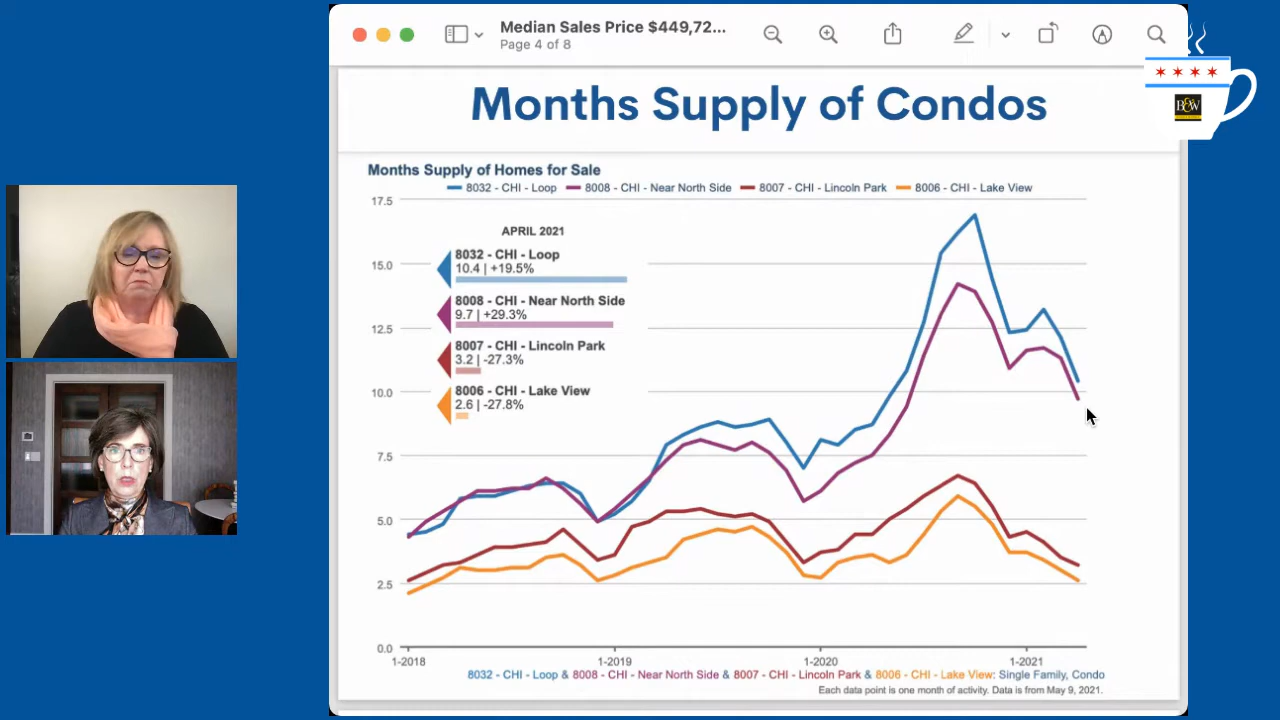 Median Sales Price $449,72...
Page 4 of 8
B&W
Months Supply of Condos
Months Supply of Homes for Sale
8032 - CHI - Loop 8008 - CHI - Near North Side 8007 - CHI - Lincoln Park 8006 - CHI - Lake View
17.5
15.0
12.5
10.0
7.5
5.0
2.5
0.0
APRIL 2021
8032 - CHI - Loop
10.4 | +19.5%
8008 - CHI - Near North Side
9.7 | +29.3%
8007 - CHI - Lincoln Park
3.2 | -27.3%
8006 - CHI - Lake View
2.6 | -27.8%
1-2018 1-2019 1-2020 1-2021
8032 - CHI - Loop & 8008 - CHI - Near North Side & 8007 - CHI - Lincoln Park & 8006 - CHI - Lake View: Single Family, Condo
Each data point is one month of activity. Data is from May 9, 2021.